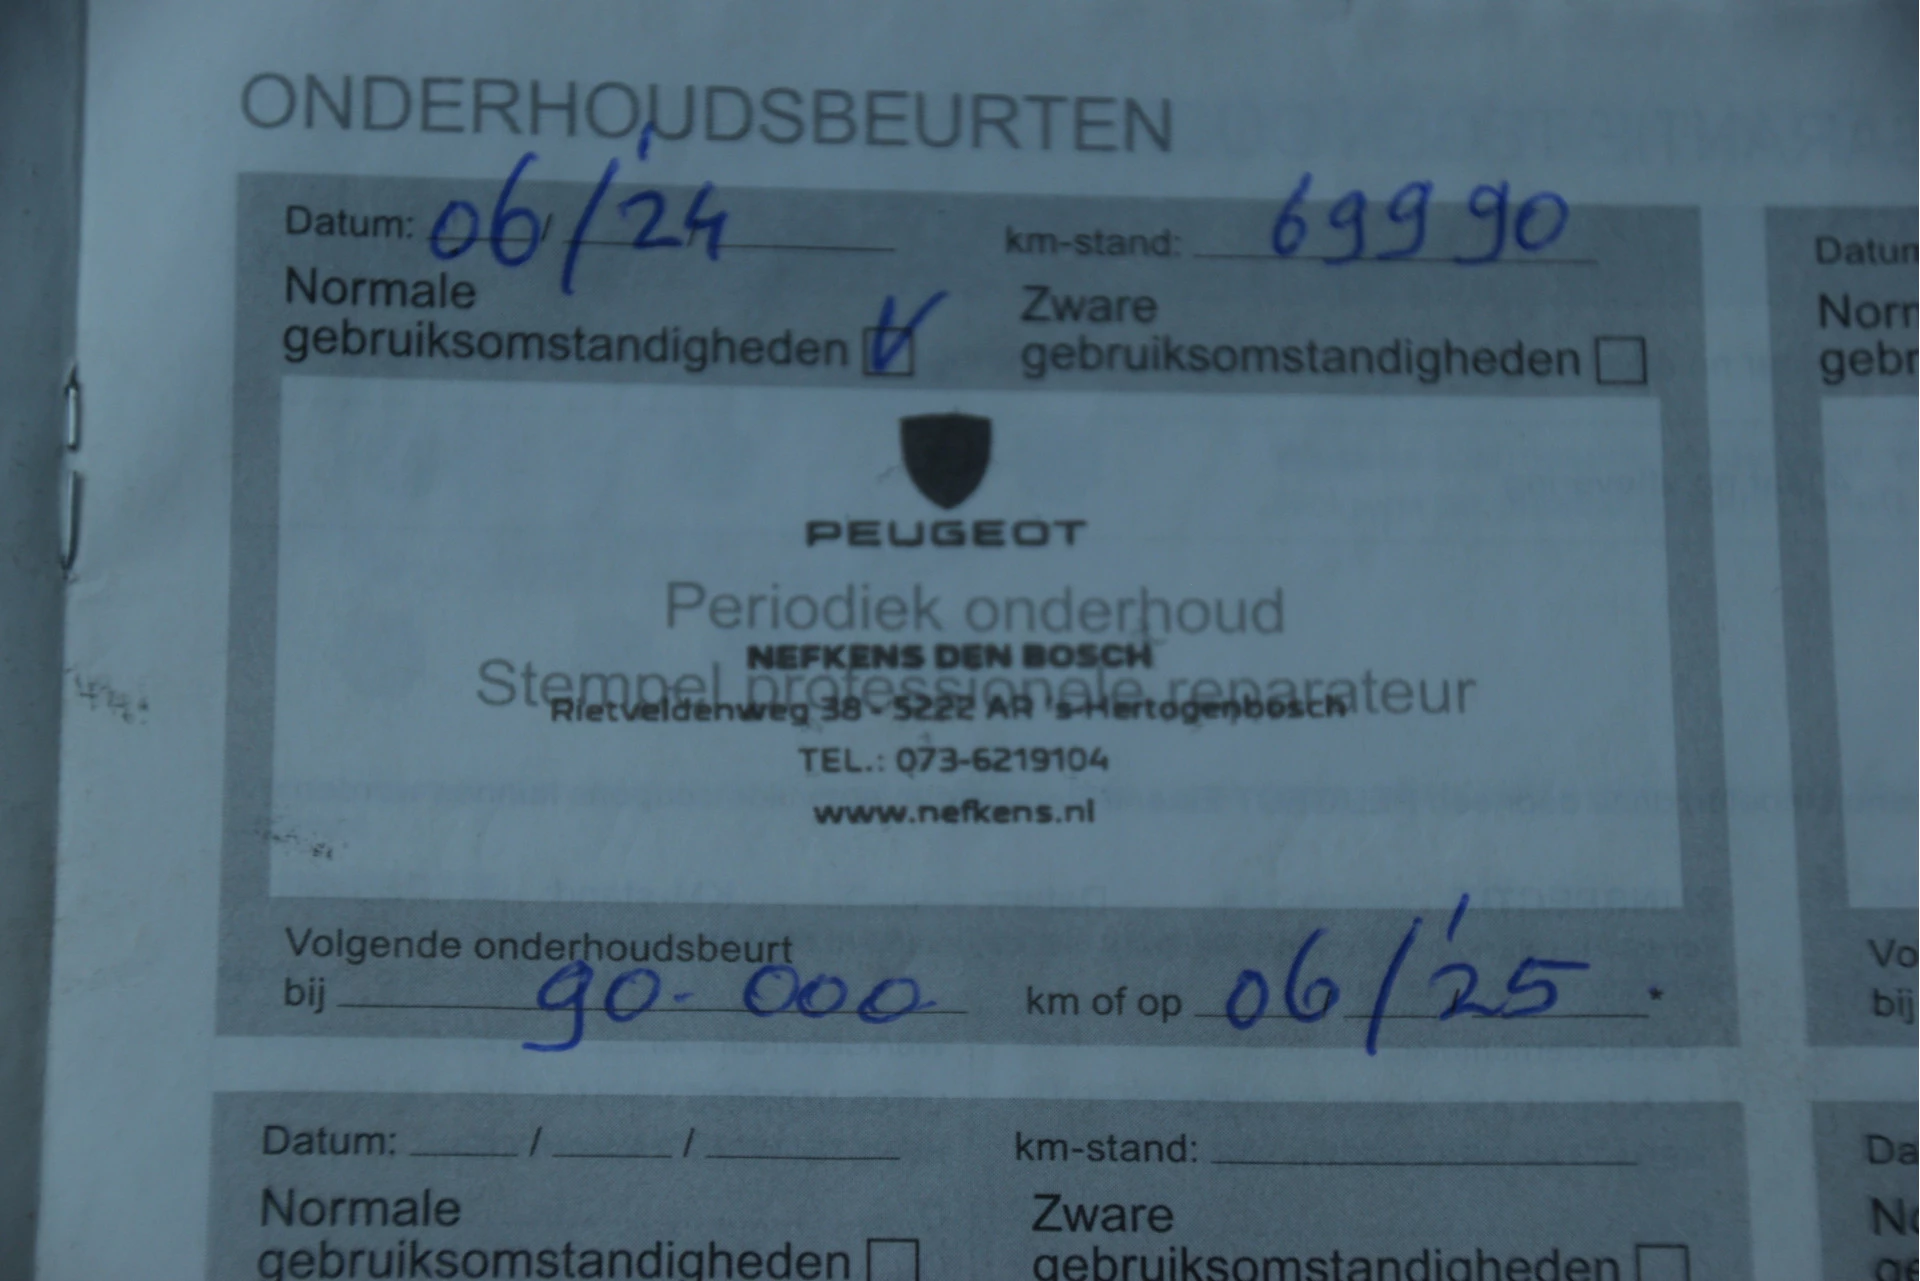 ONDERHOUDSBEURTEN
Datum: 06/'24 km-stand: 69990
Normale Zware
gebruiksomstandigheden gebruiksomstandigheden
PEUGEOT
Periodiek onderhoud
NEFKENS DEN BOSCH
Stempel professionele reparateur
Rietveldenweg 38 - 5222 AR 's-Hertogenbosch
TEL.: 073-6219104
www.nefkens.nl
Volgende onderhoudsbeurt
bij 90.000 km of op 06/'25 *
Datum: / / km-stand:
Normale Zware
gebruiksomstandigheden gebruiksomstandigheden